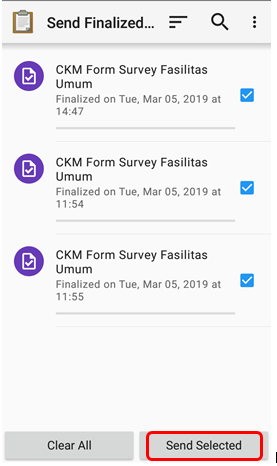 Send Finalized...
CKM Form Survey Fasilitas
Umum
Finalized on Tue, Mar 05, 2019 at
14:47
CKM Form Survey Fasilitas
Umum
Finalized on Tue, Mar 05, 2019 at
11:54
CKM Form Survey Fasilitas
Umum
Finalized on Tue, Mar 05, 2019 at
11:55
Clear All
Send Selected